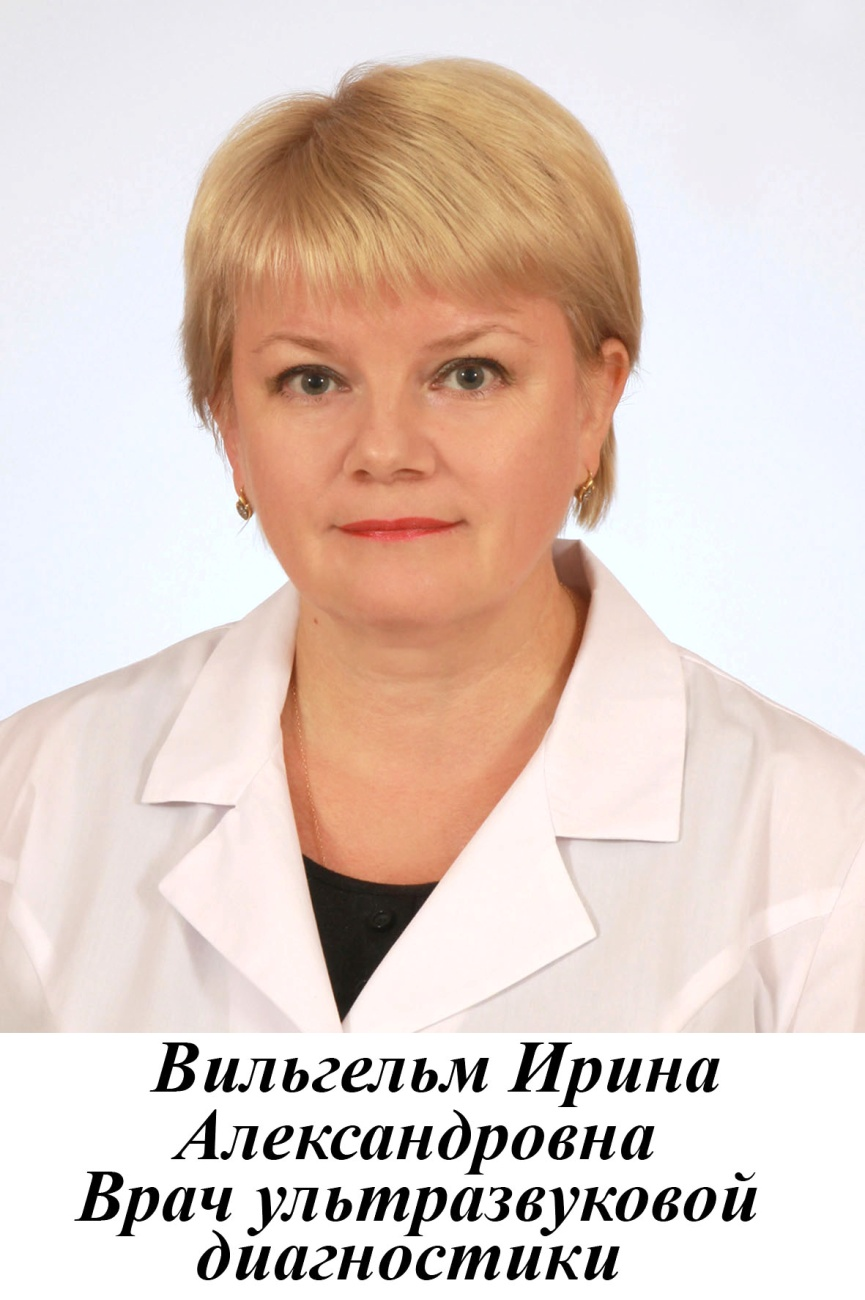 Вильгельм Ирина
Александровна
Врач ультразвуковой
диагностики